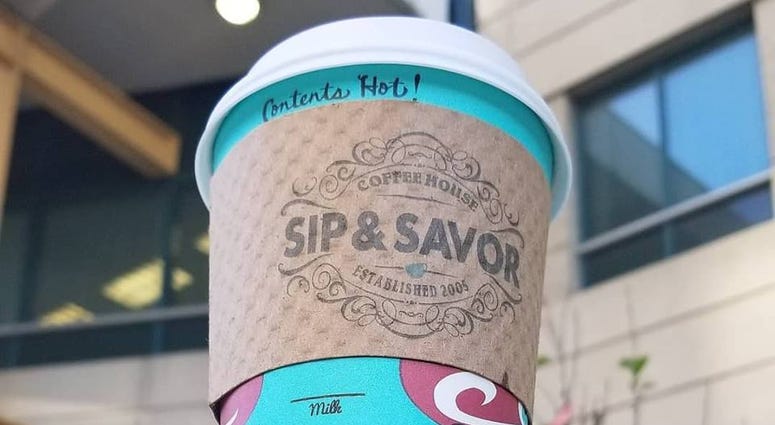 Contents Hot!
COFFEE HOUSE
SIP & SAVOR
ESTABLISHED 2005
Milk